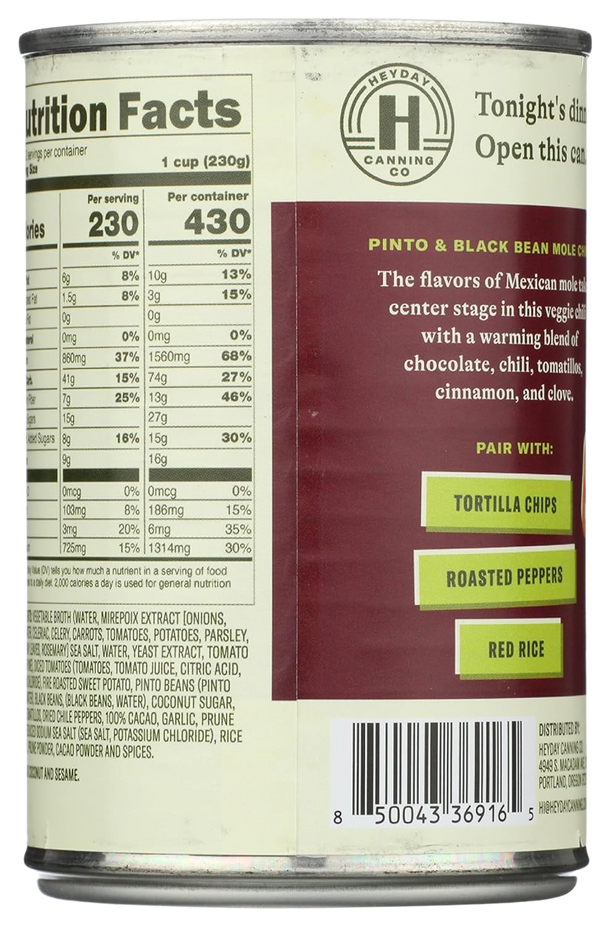 Nutrition Facts
servings per container
Size 1 cup (230g)
Per serving Per container
230 430
% DV* % DV*
6g 8% 10g 13%
Fat 1.5g 8% 3g 15%
0g 0g
0mg 0% 0mg 0%
860mg 37% 1560mg 68%
41g 15% 74g 27%
7g 25% 13g 46%
15g 27g
Added Sugars 8g 16% 15g 30%
9g 16g
0mcg 0% 0mcg 0%
103mg 8% 186mg 15%
3mg 20% 6mg 35%
725mg 15% 1314mg 30%
Value (DV) tells you how much a nutrient in a serving of food
to a daily diet. 2,000 calories a day is used for general nutrition
VEGETABLE BROTH (WATER, MIREPOIX EXTRACT [ONIONS,
CELERIAC, CELERY, CARROTS, TOMATOES, POTATOES, PARSLEY,
ROSEMARY] SEA SALT, WATER, YEAST EXTRACT, TOMATO
DICED TOMATOES (TOMATOES, TOMATO JUICE, CITRIC ACID,
FIRE ROASTED SWEET POTATO, PINTO BEANS (PINTO
BLACK BEANS, (BLACK BEANS, WATER), COCONUT SUGAR,
DRIED CHILE PEPPERS, 100% CACAO, GARLIC, PRUNE
SODIUM SEA SALT (SEA SALT, POTASSIUM CHLORIDE), RICE
POWDER, CACAO POWDER AND SPICES.
COCONUT AND SESAME.
HEYDAY
H
CANNING
CO
Tonight's
Open this
PINTO & BLACK BEAN MOLE
The flavors of Mexican mole
center stage in this veggie chili
with a warming blend of
chocolate, chili, tomatillos,
cinnamon, and clove.
PAIR WITH:
TORTILLA CHIPS
ROASTED PEPPERS
RED RICE
8 50043 36916 5
DISTRIBUTED BY:
HEYDAY CANNING CO.
4949 S. MACADAM
PORTLAND, OREGON